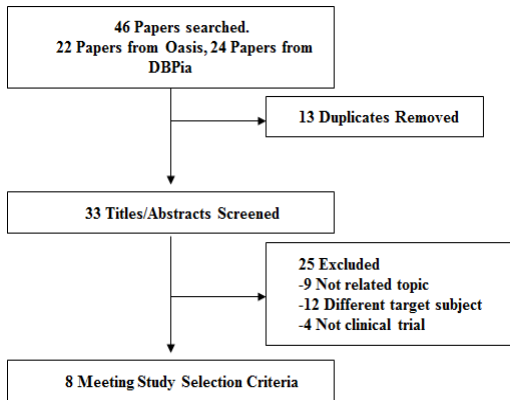 46 Papers searched.
22 Papers from Oasis, 24 Papers from
DBPia
13 Duplicates Removed
33 Titles/Abstracts Screened
25 Excluded
-9 Not related topic
-12 Different target subject
-4 Not clinical trial
8 Meeting Study Selection Criteria